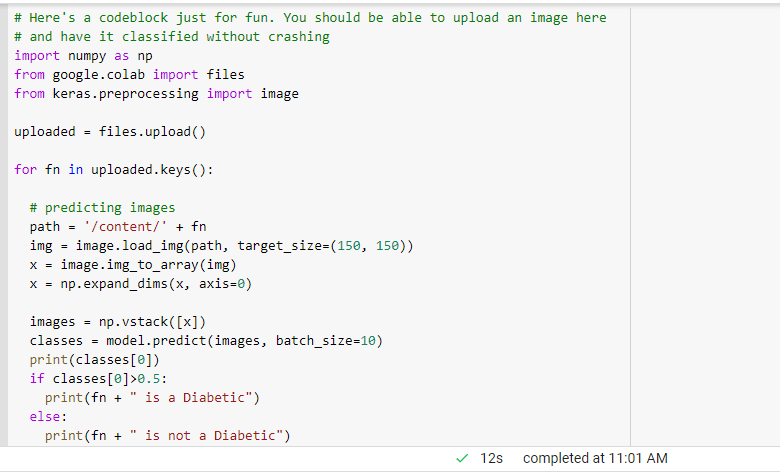 # Here's a codeblock just for fun. You should be able to upload an image here
# and have it classified without crashing
import numpy as np
from google.colab import files
from keras.preprocessing import image

uploaded = files.upload()

for fn in uploaded.keys():

  # predicting images
  path = '/content/' + fn
  img = image.load_img(path, target_size=(150, 150))
  x = image.img_to_array(img)
  x = np.expand_dims(x, axis=0)

  images = np.vstack([x])
  classes = model.predict(images, batch_size=10)
  print(classes[0])
  if classes[0]>0.5:
    print(fn + " is a Diabetic")
  else:
    print(fn + " is not a Diabetic")
✓ 12s completed at 11:01 AM